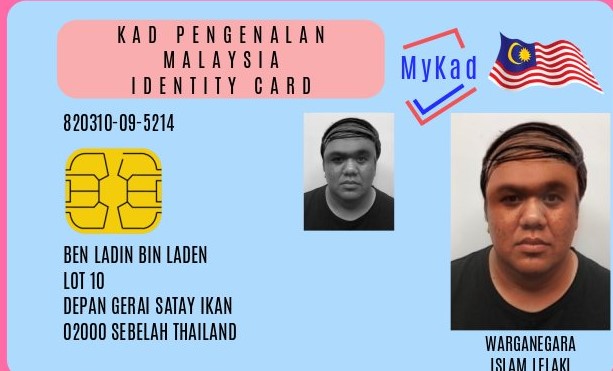 KAD PENGENALAN
MALAYSIA
IDENTITY CARD
MyKad
820310-09-5214
BEN LADIN BIN LADEN
LOT 10
DEPAN GERAI SATAY IKAN
02000 SEBELAH THAILAND
WARGANEGARA
ISLAM LELAKI